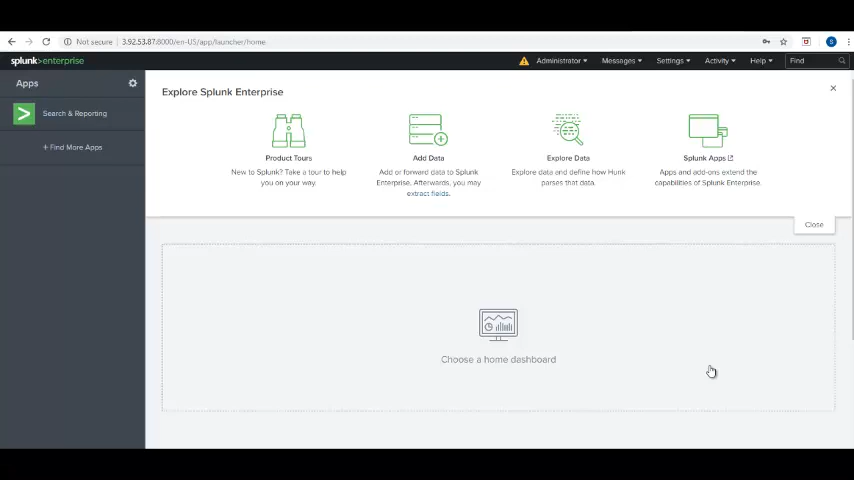 Not secure | 3.92.53.87:8000/en-US/app/launcher/home
splunk>enterprise
Administrator
Messages
Settings
Activity
Help
Find
Apps
Search & Reporting
+ Find More Apps
Explore Splunk Enterprise
Product Tours
New to Splunk? Take a tour to help
you on your way.
Add Data
Add or forward data to Splunk
Enterprise. Afterwards, you may
extract fields.
Explore Data
Explore data and define how Hunk
parses that data.
Splunk Apps
Apps and add-ons extend the
capabilities of Splunk Enterprise.
Close
Choose a home dashboard